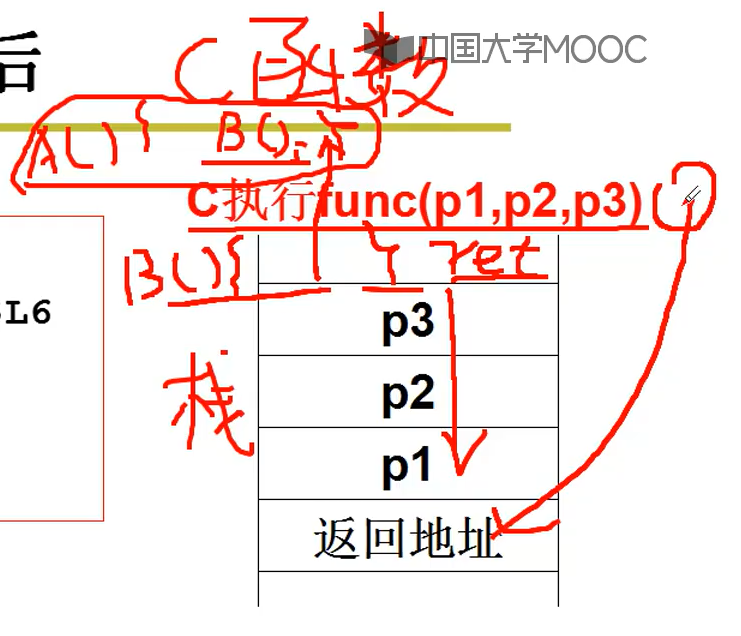 后
中国大学MOOC
C函数
A(){ B(); }
C执行func(p1,p2,p3)
B(){ } ret
L6
p3
栈
p2
p1
返回地址